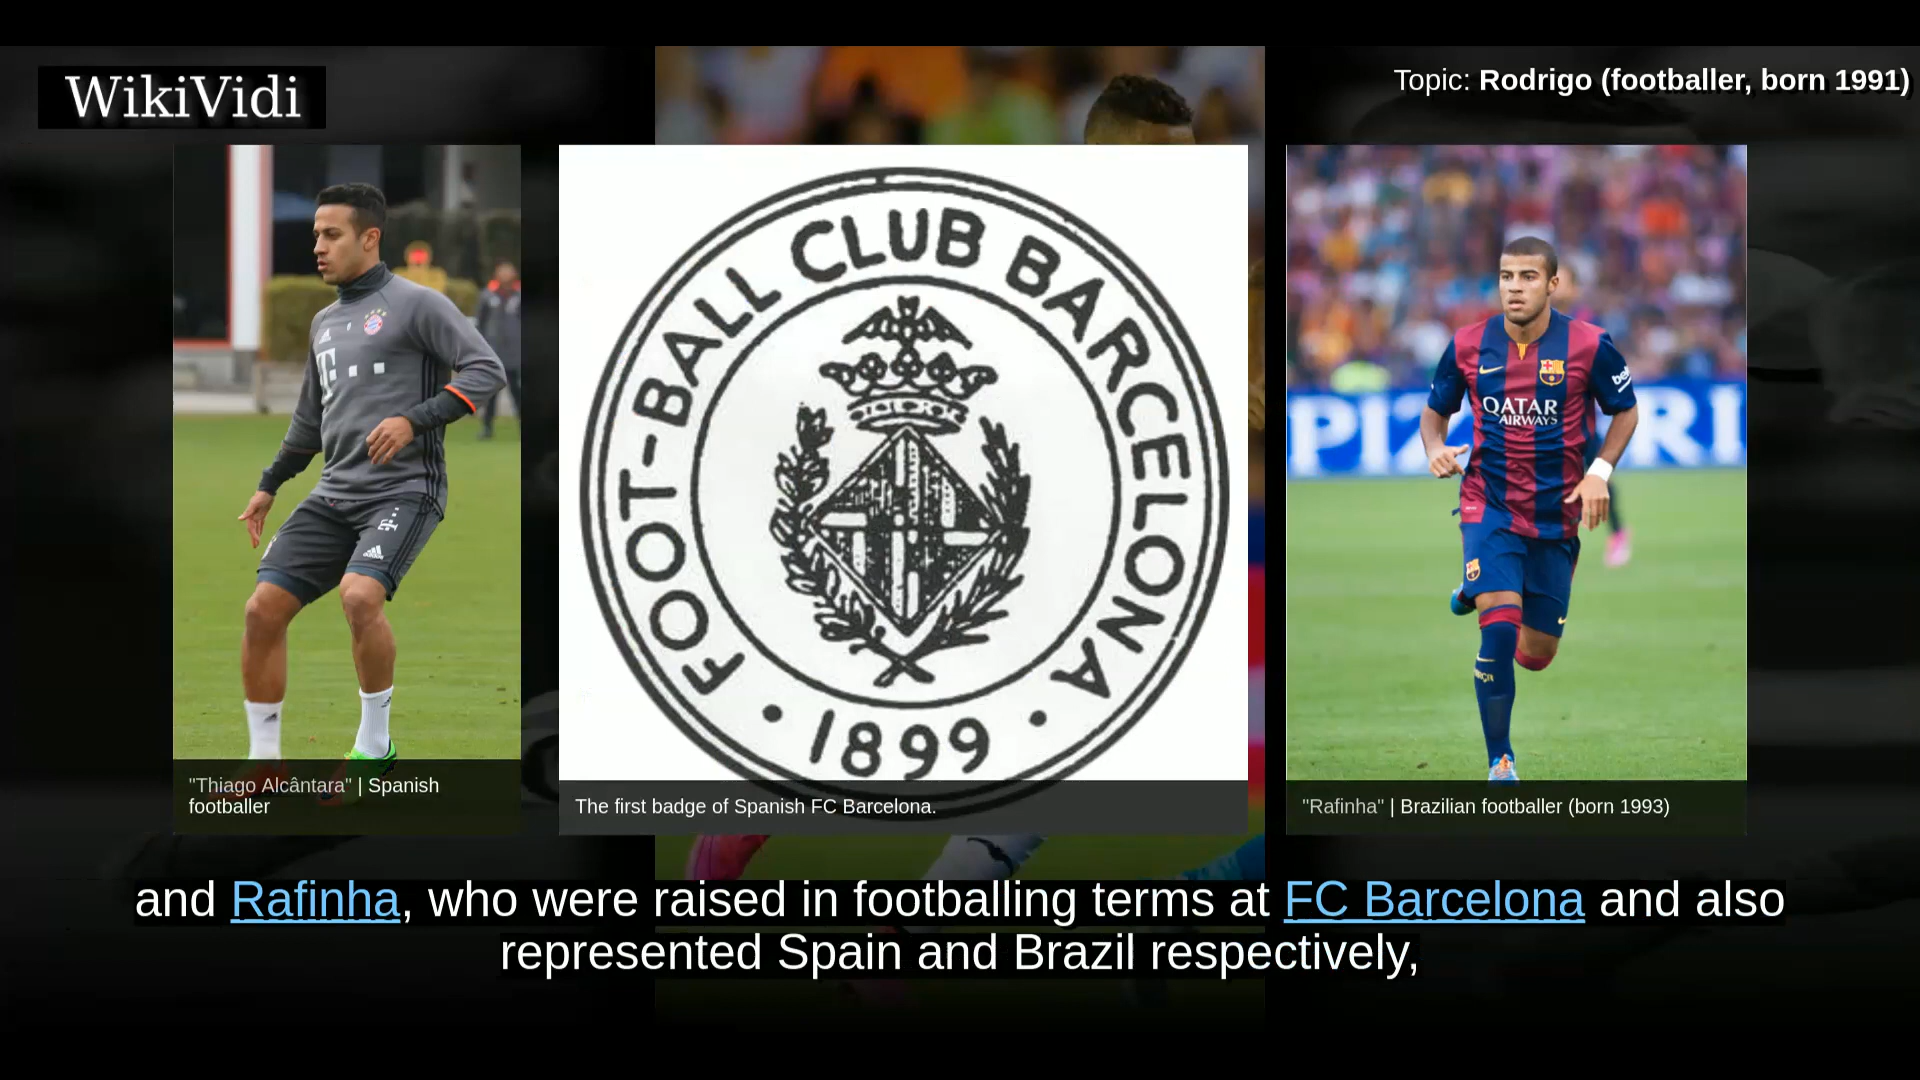 WikiVidi
Topic: Rodrigo (footballer, born 1991)
FOOT-BALL CLUB BARCELONA
• 1899 •
QATAR
AIRWAYS
"Thiago Alcântara" | Spanish
footballer
The first badge of Spanish FC Barcelona.
"Rafinha" | Brazilian footballer (born 1993)
and Rafinha, who were raised in footballing terms at FC Barcelona and also
represented Spain and Brazil respectively,